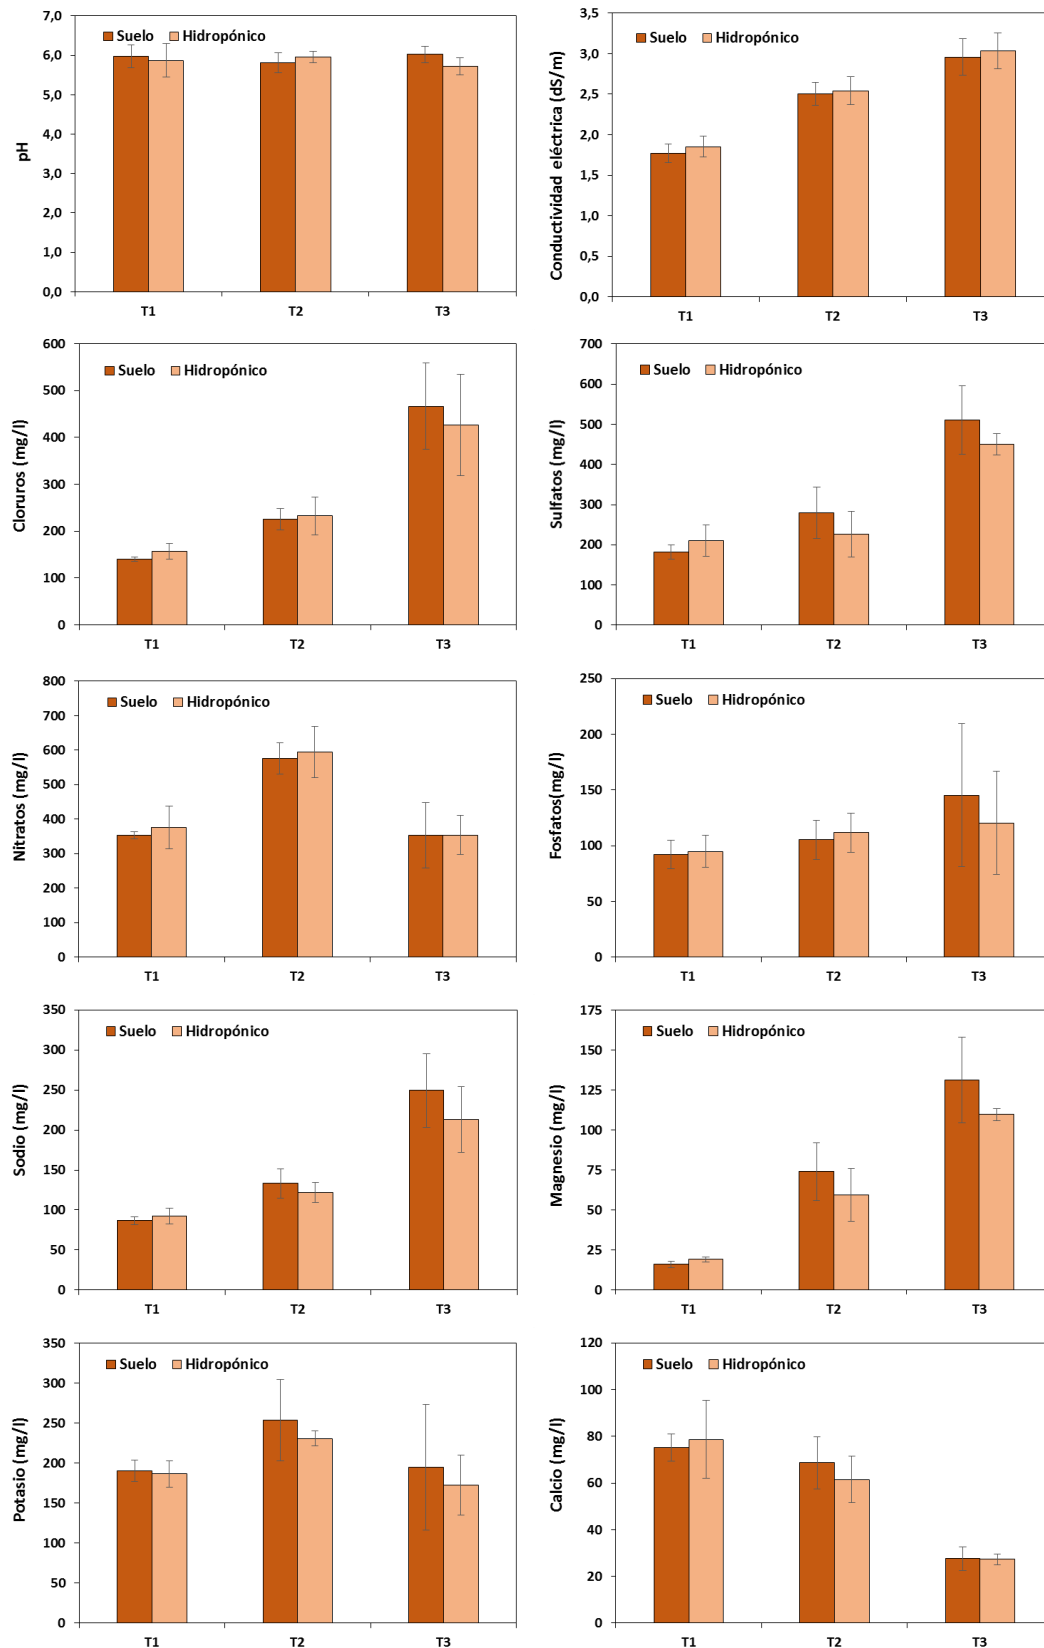 pH
7,0
6,0
5,0
4,0
3,0
2,0
1,0
0,0
Suelo Hidropónico
T1 T2 T3
Conductividad eléctrica (dS/m)
3,5
3,0
2,5
2,0
1,5
1,0
0,5
0,0
Suelo Hidropónico
T1 T2 T3
Cloruros (mg/l)
600
500
400
300
200
100
0
Suelo Hidropónico
T1 T2 T3
Sulfatos (mg/l)
700
600
500
400
300
200
100
0
Suelo Hidropónico
T1 T2 T3
Nitratos (mg/l)
800
700
600
500
400
300
200
100
0
Suelo Hidropónico
T1 T2 T3
Fosfatos(mg/l)
250
200
150
100
50
0
Suelo Hidropónico
T1 T2 T3
Sodio (mg/l)
350
300
250
200
150
100
50
0
Suelo Hidropónico
T1 T2 T3
Magnesio (mg/l)
175
150
125
100
75
50
25
0
Suelo Hidropónico
T1 T2 T3
Potasio (mg/l)
350
300
250
200
150
100
50
0
Suelo Hidropónico
T1 T2 T3
Calcio (mg/l)
120
100
80
60
40
20
0
Suelo Hidropónico
T1 T2 T3